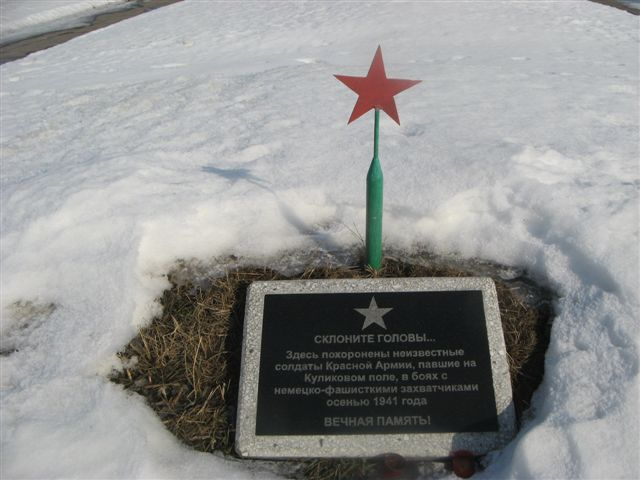 СКЛОНИТЕ ГОЛОВЫ...
Здесь похоронены неизвестные
солдаты Красной Армии, павшие на
Куликовом поле, в боях с
немецко-фашисткими захватчиками
осенью 1941 года
ВЕЧНАЯ ПАМЯТЬ!